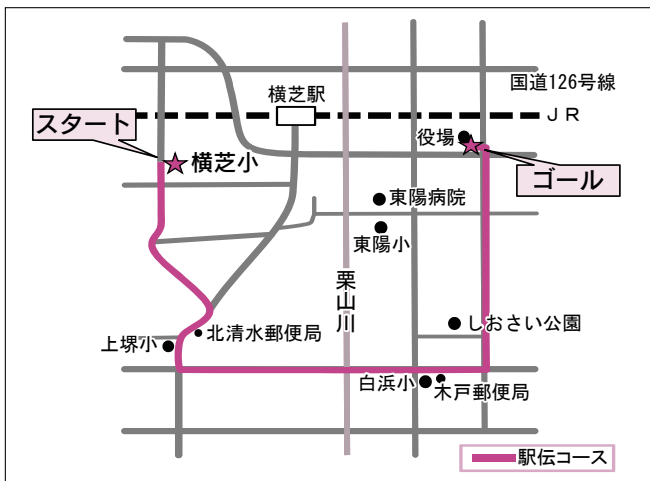 国道126号線
横芝駅
JR
スタート
役場
横芝小
ゴール
東陽病院
東陽小
栗山川
しおさい公園
北清水郵便局
上堺小
白浜小
木戸郵便局
駅伝コース